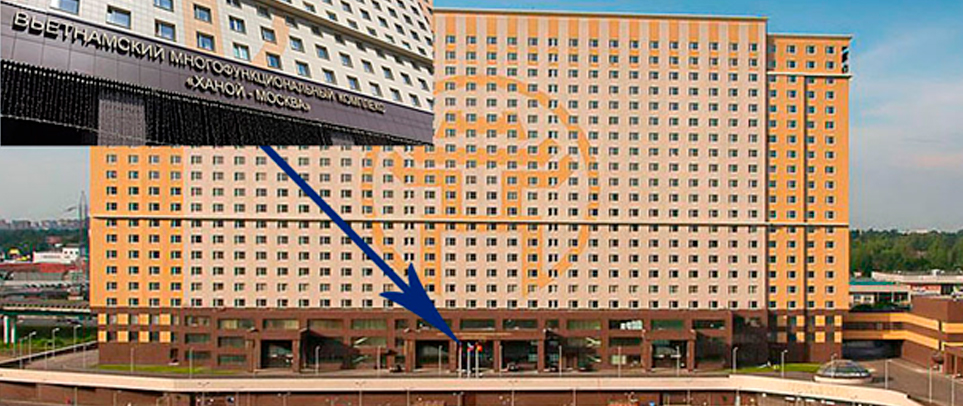 ВЬЕТНАМСКИЙ МНОГОФУНКЦИОНАЛЬНЫЙ КОМПЛЕКС
«ХАНОЙ - МОСКВА»